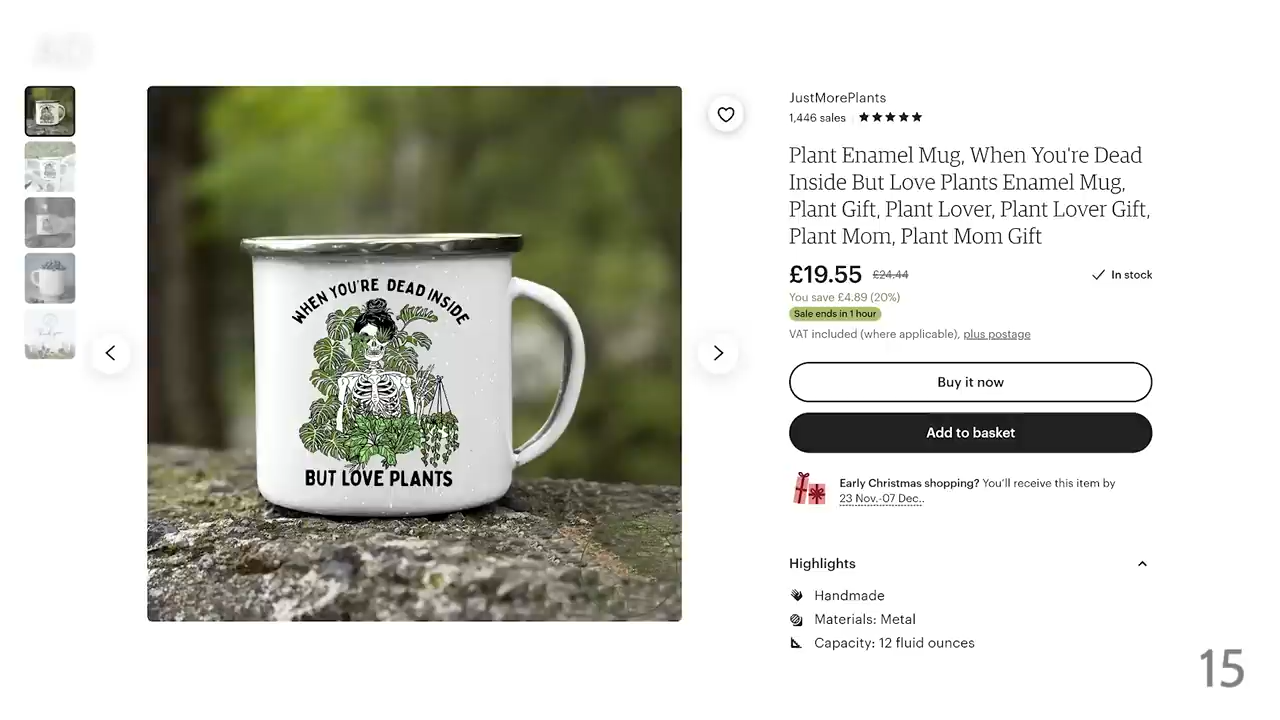 JustMorePlants
1,446 sales
Plant Enamel Mug, When You're Dead
Inside But Love Plants Enamel Mug,
Plant Gift, Plant Lover, Plant Lover Gift,
Plant Mom, Plant Mom Gift
£19.55 £24.44 In stock
You save £4.89 (20%)
Sale ends in 1 hour
VAT included (where applicable), plus postage
Buy it now
Add to basket
Early Christmas shopping? You'll receive this item by
23 Nov.-07 Dec..
Highlights
Handmade
Materials: Metal
Capacity: 12 fluid ounces
WHEN YOU'RE DEAD INSIDE
BUT LOVE PLANTS
15